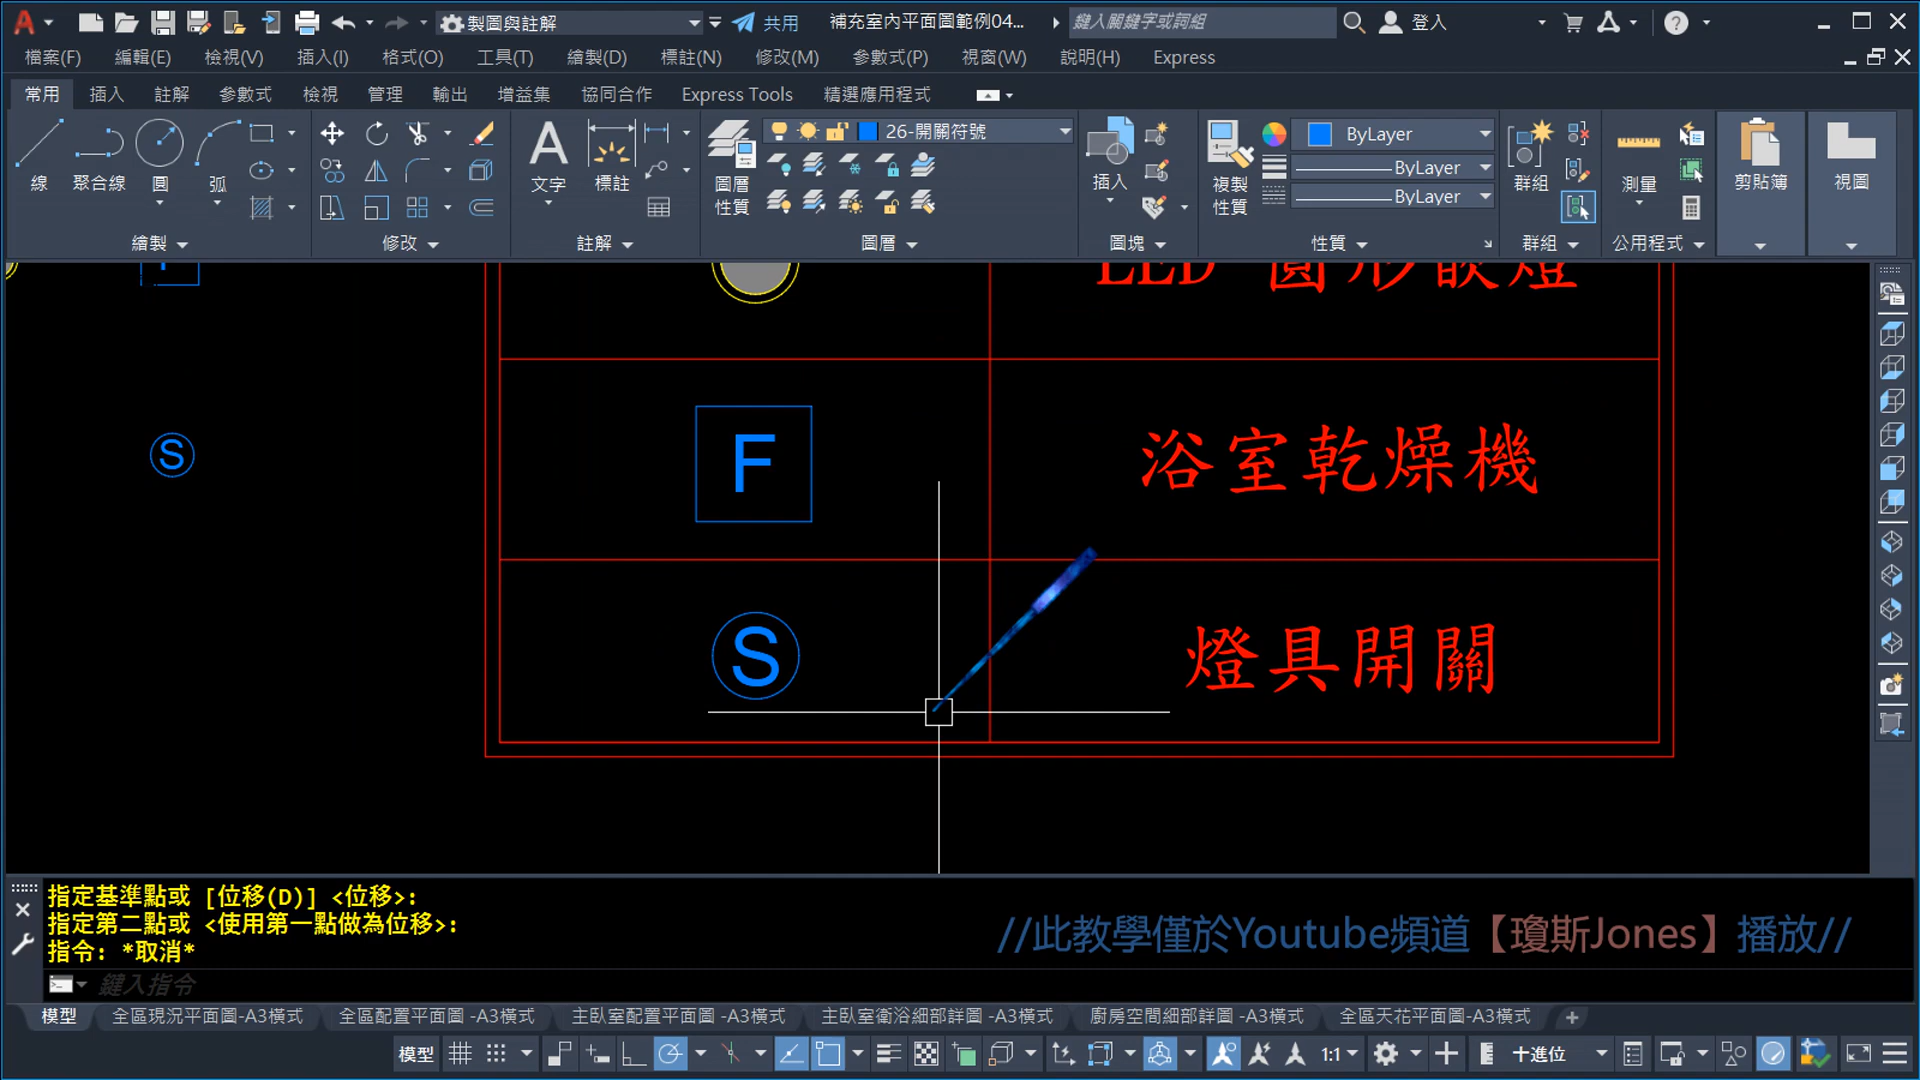 製圖與註解
共用
補充室內平面圖範例04...
鍵入關鍵字或詞組
登入
檔案(F) 編輯(E) 檢視(V) 插入(I) 格式(O) 工具(T) 繪製(D) 標註(N) 修改(M) 參數式(P) 視窗(W) 說明(H) Express
常用 插入 註解 參數式 檢視 管理 輸出 增益集 協同合作 Express Tools 精選應用程式
線 聚合線 圓 弧
繪製
修改
文字 標註
註解
圖層
性質
26-開關符號
圖層
插入
圖塊
複製
性質
ByLayer
ByLayer
ByLayer
性質
群組
群組
測量
公用程式
剪貼簿
視圖
LED 圓形嵌燈
F 浴室乾燥機
S
S 燈具開關
指定基準點或 [位移(D)] <位移>:
指定第二點或 <使用第一點做為位移>:
指令: *取消*
鍵入指令
//此教學僅於Youtube頻道【瓊斯Jones】播放//
模型 全區現況平面圖-A3橫式 全區配置平面圖 -A3橫式 主臥室配置平面圖 -A3橫式 主臥室衛浴細部詳圖 -A3橫式 廚房空間細部詳圖 -A3橫式 全區天花平面圖-A3橫式
模型 1:1 十進位